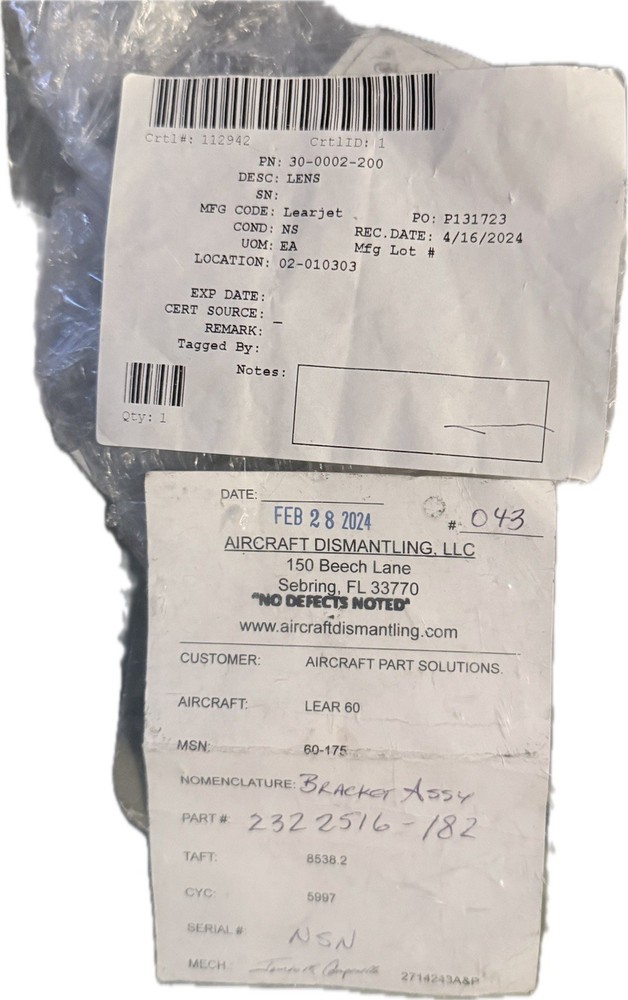 Crtl#: 112942 CrtlID: 1
PN: 30-0002-200
DESC: LENS
SN:
MFG CODE: Learjet PO: P131723
COND: NS REC.DATE: 4/16/2024
UOM: EA Mfg Lot #
LOCATION: 02-010303
EXP DATE:
CERT SOURCE: _
REMARK:
Tagged By:
Notes:
Qty: 1
DATE:
FEB 28 2024 #: 043
AIRCRAFT DISMANTLING, LLC
150 Beech Lane
Sebring, FL 33770
"NO DEFECTS NOTED"
www.aircraftdismantling.com
CUSTOMER: AIRCRAFT PART SOLUTIONS.
AIRCRAFT: LEAR 60
MSN: 60-175
NOMENCLATURE: BRACKET ASSY
PART #: 2322516-182
TAFT: 8538.2
CYC: 5997
SERIAL #: NSN
MECH: 2714243A&P